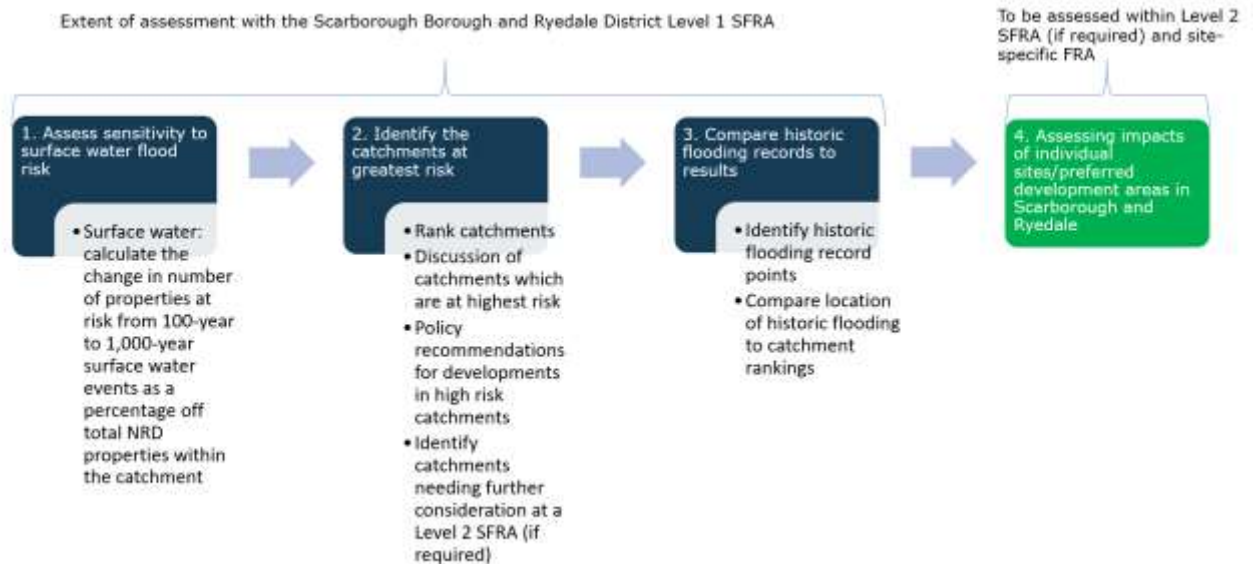 Extent of assessment with the Scarborough Borough and Ryedale District Level 1 SFRA
To be assessed within Level 2
SFRA (if required) and site-
specific FRA
1. Assess sensitivity to
surface water flood
risk
• Surface water:
calculate the
change in number
of properties at
risk from 100-year
to 1,000-year
surface water
events as a
percentage off
total NRD
properties within
the catchment
2. Identify the
catchments at
greatest risk
• Rank catchments
• Discussion of
catchments which
are at highest risk
• Policy
recommendations
for developments
in high risk
catchments
• Identify
catchments
needing further
consideration at a
Level 2 SFRA (if
required)
3. Compare historic
flooding records to
results
• Identify historic
flooding record
points
• Compare location
of historic flooding
to catchment
rankings
4. Assessing impacts
of individual
sites/preferred
development areas in
Scarborough and
Ryedale